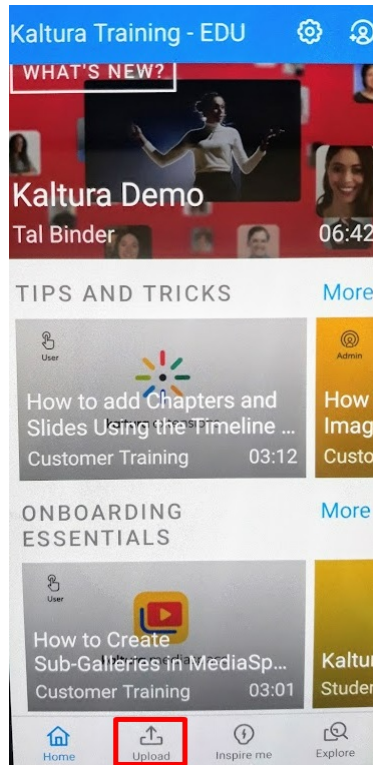 Kaltura Training - EDU
WHAT'S NEW?
Kaltura Demo
Tal Binder
06:42
TIPS AND TRICKS
More
User
How to add Chapters and
Slides Using the Timeline ...
Customer Training
03:12
Admin
How
Imag
Custo
ONBOARDING
ESSENTIALS
More
User
How to Create
Sub-Galleries in MediaSp...
Customer Training
03:01
Kaltu
Studen
Home
Upload
Inspire me
Explore